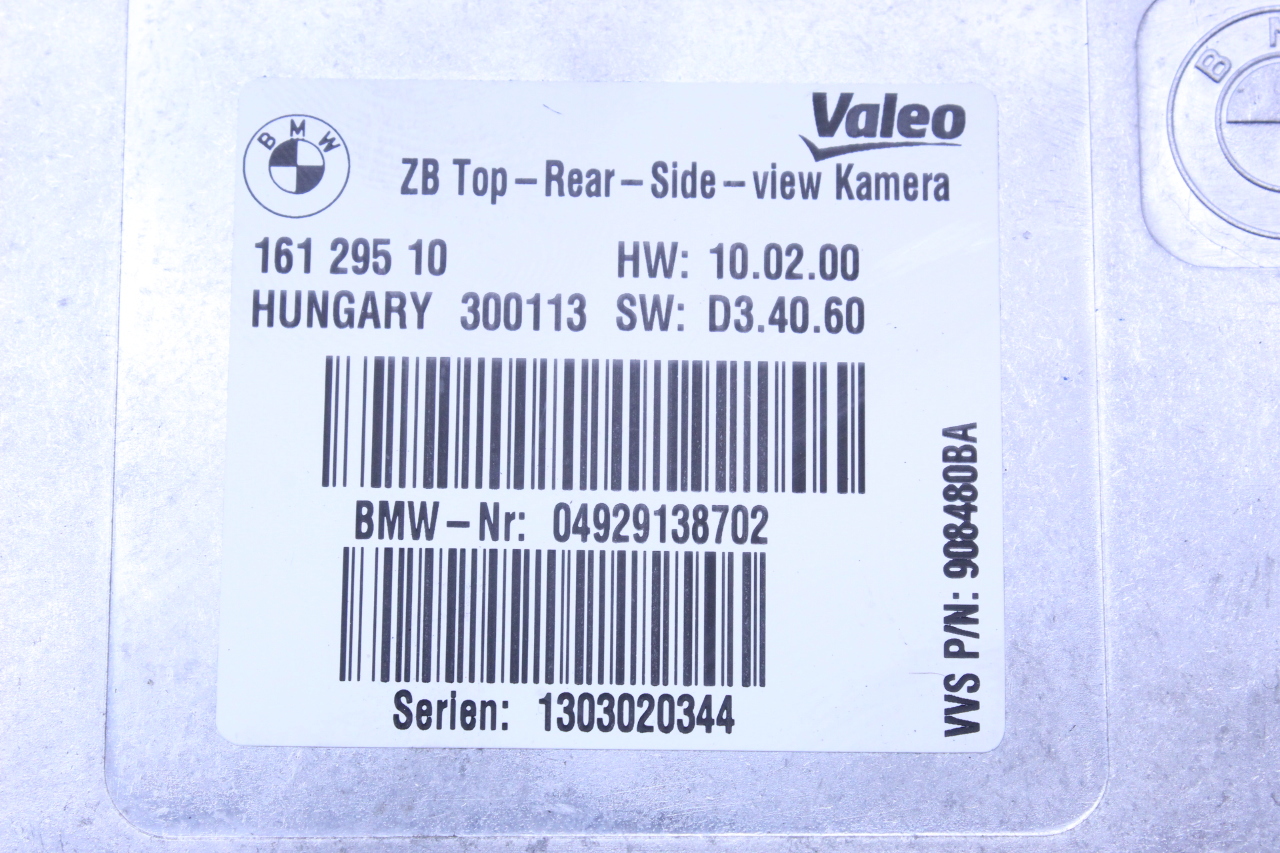 BMW
Valeo
ZB Top-Rear-Side-view Kamera
161 295 10 HW: 10.02.00
HUNGARY 300113 SW: D3.40.60
BMW-Nr: 04929138702
Serien: 1303020344
VVS P/N: 908480BA